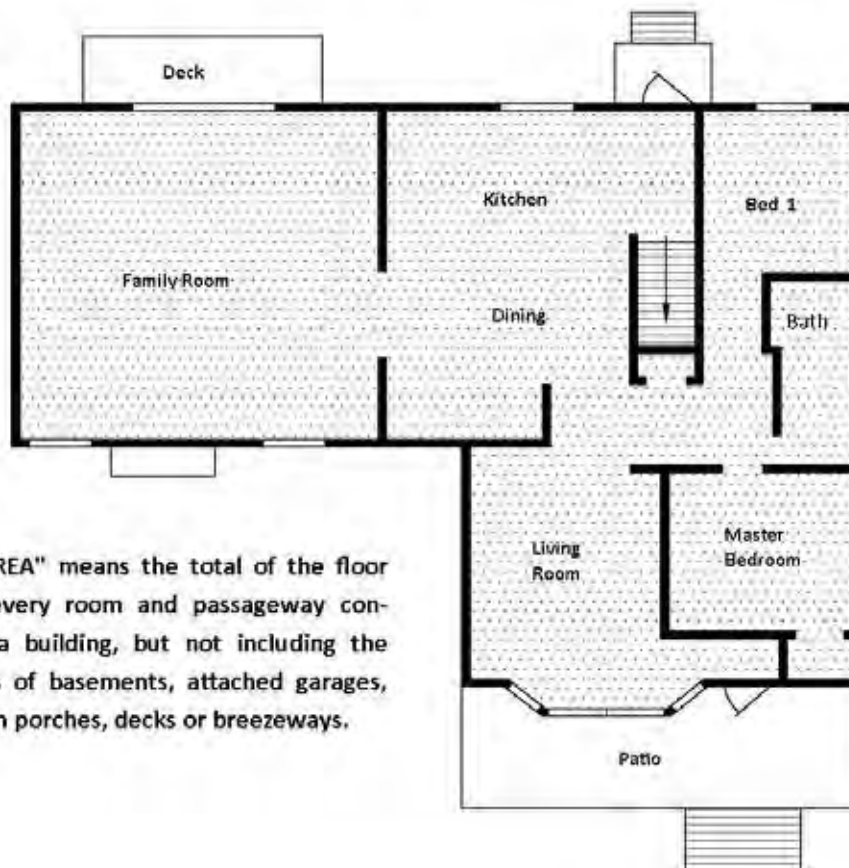 Deck
Kitchen
Bed 1
Family Room
Dining
Bath
REA" means the total of the floor
every room and passageway con-
a building, but not including the
s of basements, attached garages,
n porches, decks or breezeways.
Living
Room
Master
Bedroom
Patio